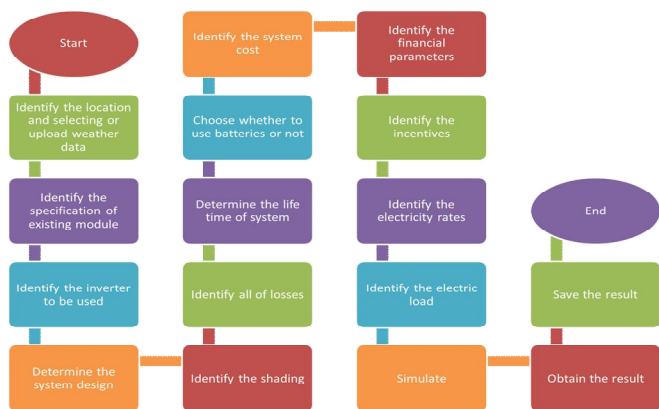 Start
Identify the location
and selecting or
upload weather
data
Identify the
specification of
existing module
Identify the inverter
to be used
Determine the
system design
Identify the shading
Identify all of losses
Determine the life
time of system
Choose whether to
use batteries or not
Identify the system
cost
Identify the
financial
parameters
Identify the
incentives
Identify the
electricity rates
Identify the electric
load
Simulate
Obtain the result
Save the result
End